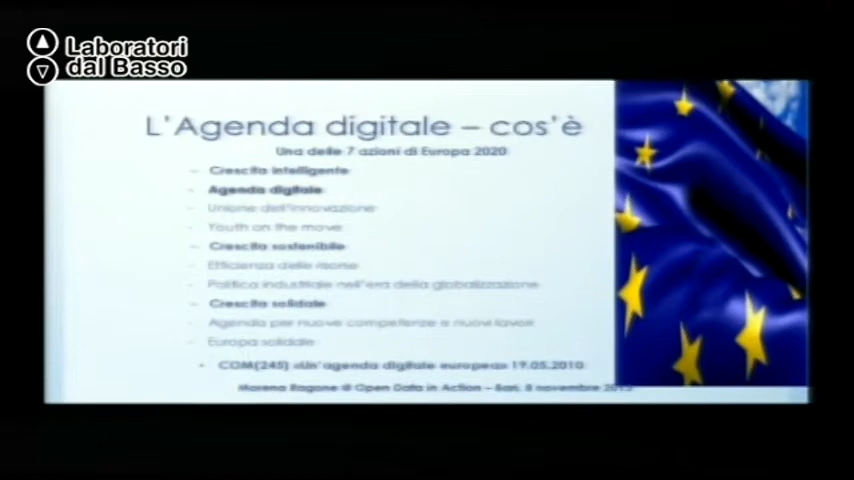 Laboratori
dal Basso
L'Agenda digitale – cos'è
Una delle 7 azioni di Europa 2020
– Crescita intelligente
- Agenda digitale
- Unione dell'innovazione
- Youth on the move
– Crescita sostenibile
- Efficienza delle risorse
- Politica industriale nell'era della globalizzazione
– Crescita solidale
- Agenda per nuove competenze e nuovi lavori
- Europa solidale
• COM(245) «Un'agenda digitale europea» 19.05.2010
Morena Ragone @ Open Data in Action – Bari, 8 novembre